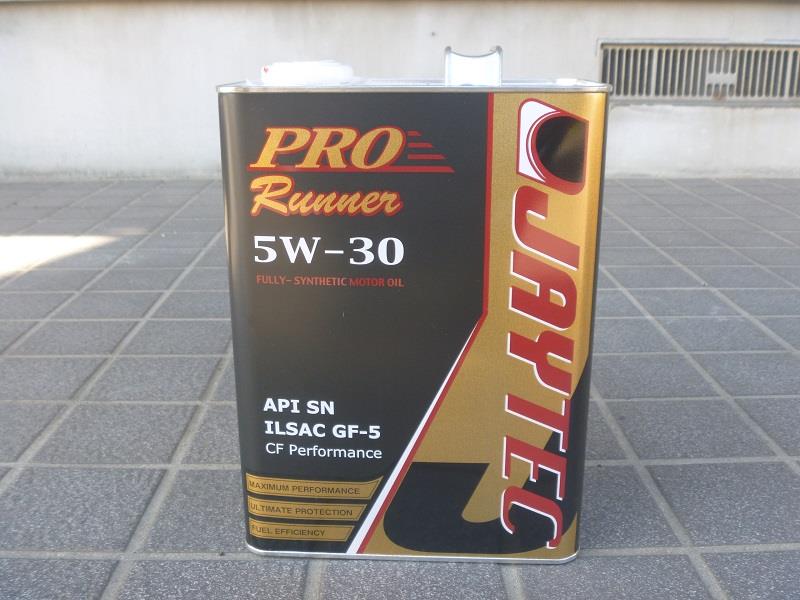 PRO
Runner
5W-30
FULLY- SYNTHETIC MOTOR OIL
API SN
ILSAC GF-5
CF Performance
MAXIMUM PERFORMANCE
ULTIMATE PROTECTION
FUEL EFFICIENCY
JAYTEC